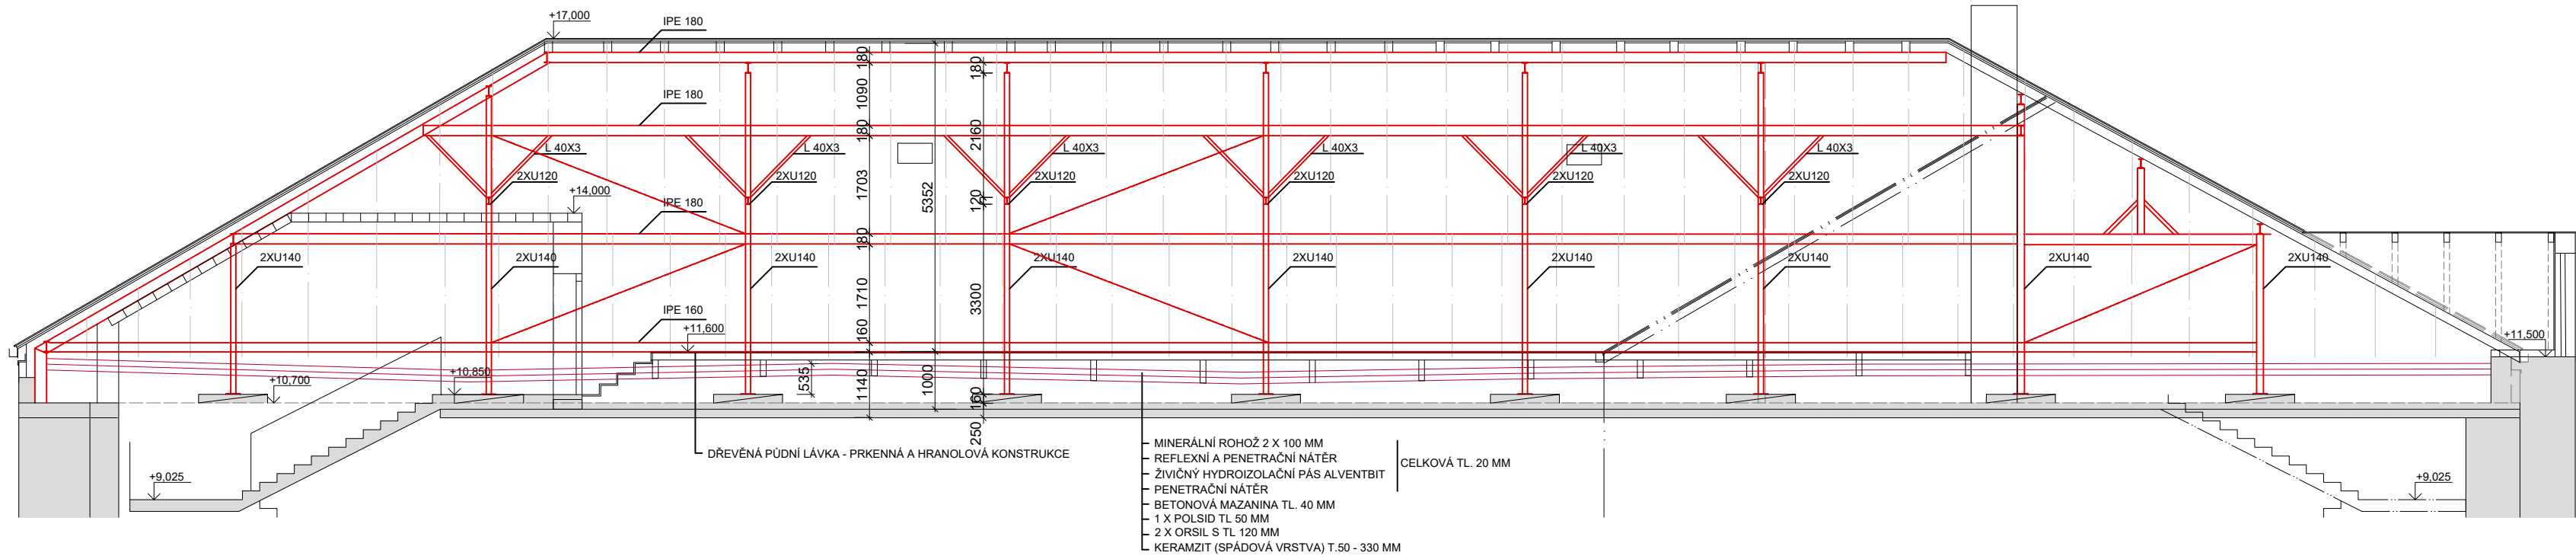 +17,000
IPE 180
180
180
IPE 180
1090
180
2160
L 40X3
L 40X3
L 40X3
L 40X3
L 40X3
L 40X3
2XU120
2XU120
2XU120
2XU120
2XU120
2XU120
1703
5352
120
+14,000
IPE 180
180
2XU140
2XU140
2XU140
2XU140
2XU140
2XU140
2XU140
2XU140
2XU140
1710
3300
IPE 160
+11,600
160
+11,500
+10,850
+10,700
535
1140
1000
160
250
DŘEVĚNÁ PŮDNÍ LÁVKA - PRKENNÁ A HRANOLOVÁ KONSTRUKCE
MINERÁLNÍ ROHOŽ 2 X 100 MM
REFLEXNÍ A PENETRAČNÍ NÁTĚR
ŽIVIČNÝ HYDROIZOLAČNÍ PÁS ALVENTBIT
CELKOVÁ TL. 20 MM
PENETRAČNÍ NÁTĚR
BETONOVÁ MAZANINA TL. 40 MM
1 X POLSID TL 50 MM
2 X ORSIL S TL 120 MM
KERAMZIT (SPÁDOVÁ VRSTVA) T.50 - 330 MM
+9,025
+9,025